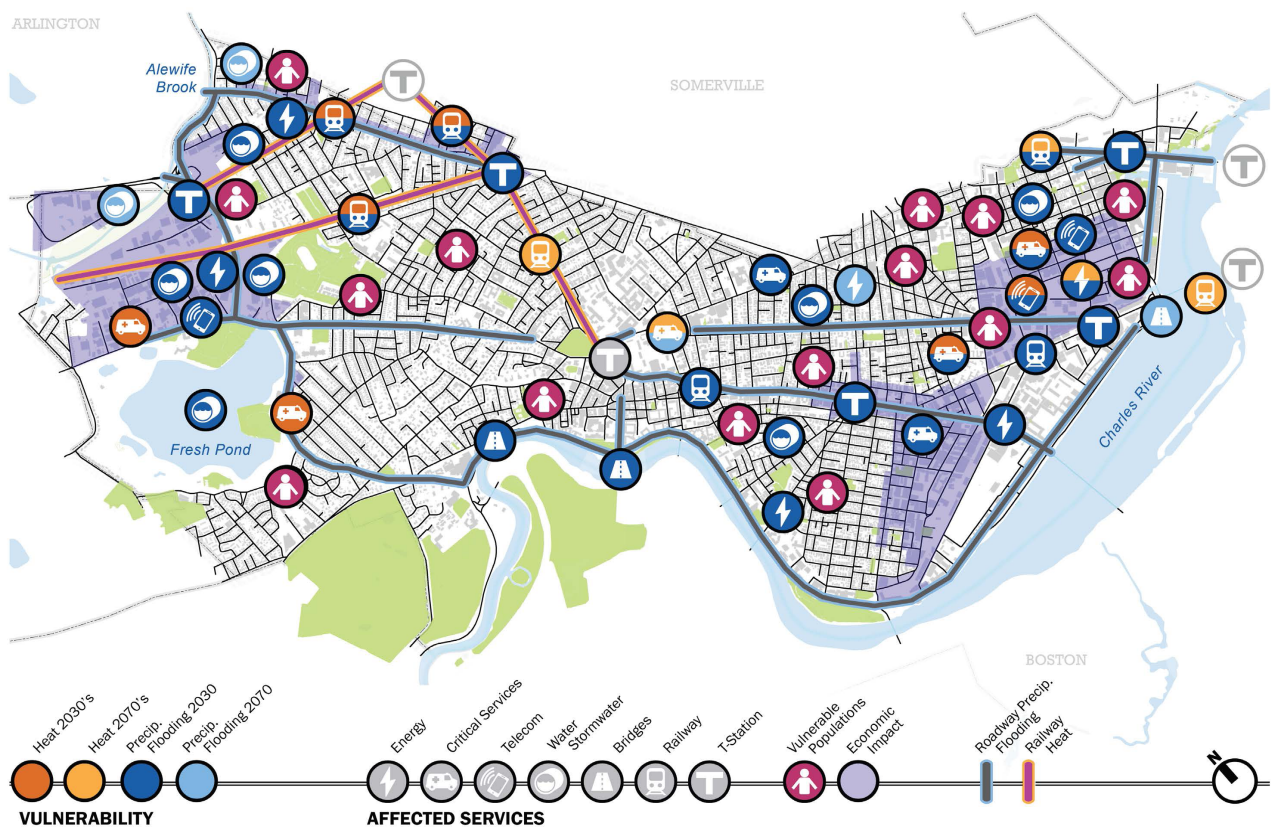 ARLINGTON
Alewife
Brook
SOMERVILLE
T
T
T
T
T
T
T
T
T
Fresh Pond
Charles River
BOSTON
Heat 2030's
Heat 2070's
Precip.
Flooding 2030
Precip.
Flooding 2070
Energy
Critical Services
Telecom
Water
Stormwater
Bridges
Railway
T-Station
Vulnerable
Populations
Economic
Impact
Roadway Precip.
Flooding
Railway
Heat
T
N
VULNERABILITY
AFFECTED SERVICES